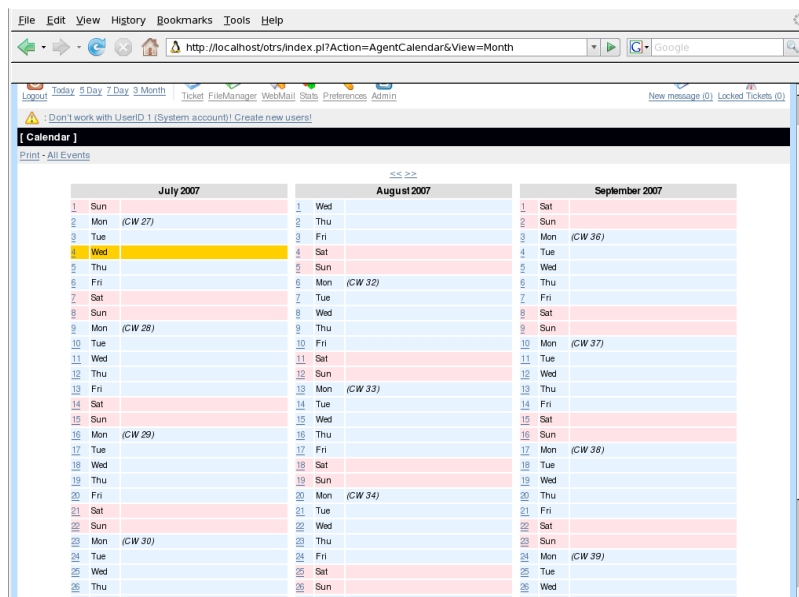 File Edit View History Bookmarks Tools Help
http://localhost/otrs/index.pl?Action=AgentCalendar&View=Month
G Google
Logout Today 5 Day 7 Day 3 Month Ticket FileManager WebMail Stats Preferences Admin New message (0) Locked Tickets (0)
: Don't work with UserID 1 (System account)! Create new users!
[ Calendar ]
Print - All Events
<< >>
July 2007 August 2007 September 2007
1 Sun 1 Wed 1 Sat
2 Mon (CW 27) 2 Thu 2 Sun
3 Tue 3 Fri 3 Mon (CW 36)
4 Wed 4 Sat 4 Tue
5 Thu 5 Sun 5 Wed
6 Fri 6 Mon (CW 32) 6 Thu
7 Sat 7 Tue 7 Fri
8 Sun 8 Wed 8 Sat
9 Mon (CW 28) 9 Thu 9 Sun
10 Tue 10 Fri 10 Mon (CW 37)
11 Wed 11 Sat 11 Tue
12 Thu 12 Sun 12 Wed
13 Fri 13 Mon (CW 33) 13 Thu
14 Sat 14 Tue 14 Fri
15 Sun 15 Wed 15 Sat
16 Mon (CW 29) 16 Thu 16 Sun
17 Tue 17 Fri 17 Mon (CW 38)
18 Wed 18 Sat 18 Tue
19 Thu 19 Sun 19 Wed
20 Fri 20 Mon (CW 34) 20 Thu
21 Sat 21 Tue 21 Fri
22 Sun 22 Wed 22 Sat
23 Mon (CW 30) 23 Thu 23 Sun
24 Tue 24 Fri 24 Mon (CW 39)
25 Wed 25 Sat 25 Tue
26 Thu 26 Sun 26 Wed